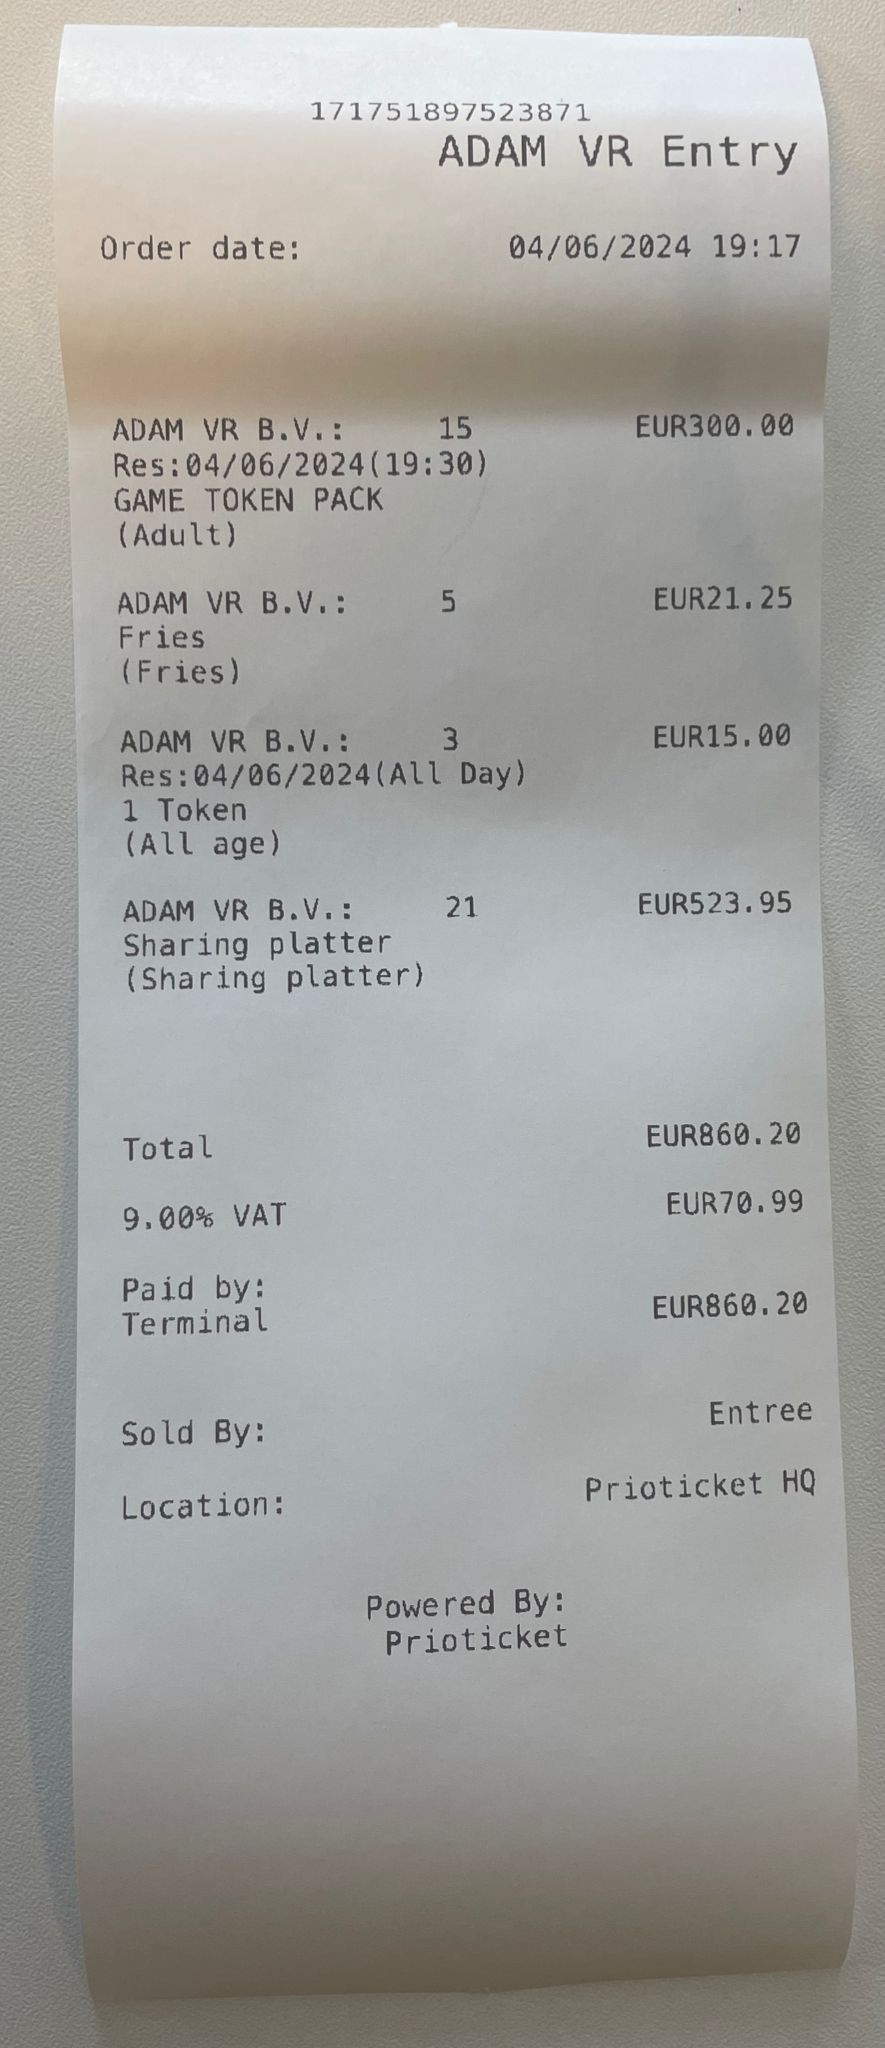 171751897523871
ADAM VR Entry
Order date: 04/06/2024 19:17
ADAM VR B.V.: 15 EUR300.00
Res:04/06/2024(19:30)
GAME TOKEN PACK
(Adult)
ADAM VR B.V.: 5 EUR21.25
Fries
(Fries)
ADAM VR B.V.: 3 EUR15.00
Res:04/06/2024(All Day)
1 Token
(All age)
ADAM VR B.V.: 21 EUR523.95
Sharing platter
(Sharing platter)
Total EUR860.20
9.00% VAT EUR70.99
Paid by:
Terminal EUR860.20
Sold By: Entree
Location: Prioticket HQ
Powered By:
Prioticket